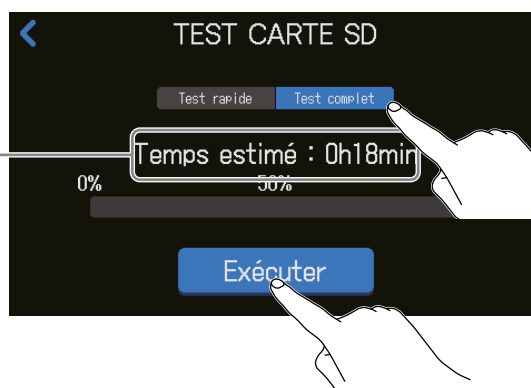 TEST CARTE SD
Test rapide Test complet
Temps estimé : 0h18min
0% 50%
Exécuter